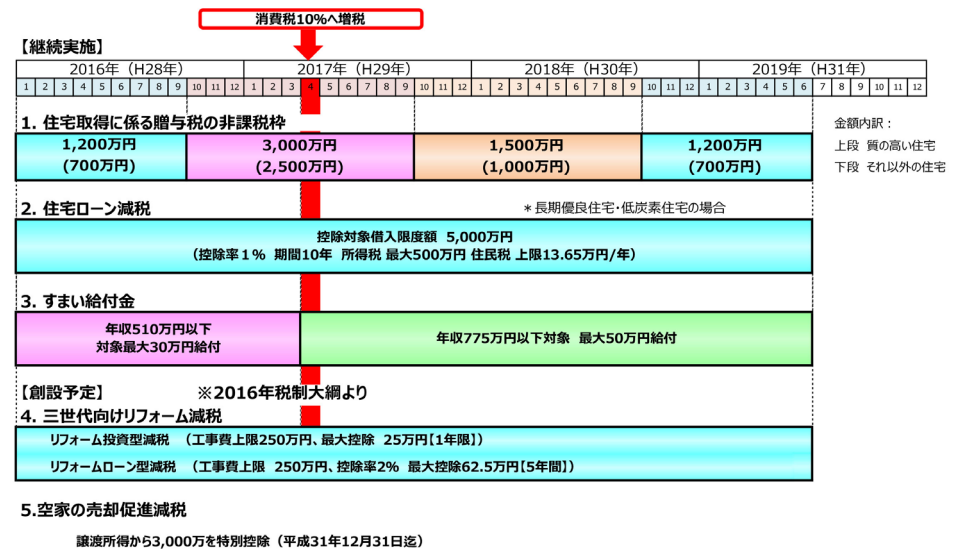 消費税10%へ増税
【継続実施】
2016年（H28年） 2017年（H29年） 2018年（H30年） 2019年（H31年）
1 2 3 4 5 6 7 8 9 10 11 12 1 2 3 4 5 6 7 8 9 10 11 12 1 2 3 4 5 6 7 8 9 10 11 12 1 2 3 4 5 6 7 8 9 10 11 12
1. 住宅取得に係る贈与税の非課税枠
金額内訳：
1,200万円 3,000万円 1,500万円 1,200万円
上段 質の高い住宅
(700万円) (2,500万円) (1,000万円) (700万円)
下段 それ以外の住宅
2. 住宅ローン減税
＊長期優良住宅・低炭素住宅の場合
控除対象借入限度額 5,000万円
（控除率１％ 期間10年 所得税 最大500万円 住民税 上限13.65万円/年）
3. すまい給付金
年収510万円以下
対象最大30万円給付
年収775万円以下対象 最大50万円給付
【創設予定】 ※2016年税制大綱より
4. 三世代向けリフォーム減税
リフォーム投資型減税 （工事費上限250万円、最大控除 25万円【1年限】）
リフォームローン型減税 （工事費上限 250万円、控除率2% 最大控除62.5万円【5年間】）
5.空家の売却促進減税
譲渡所得から3,000万を特別控除（平成31年12月31日迄）